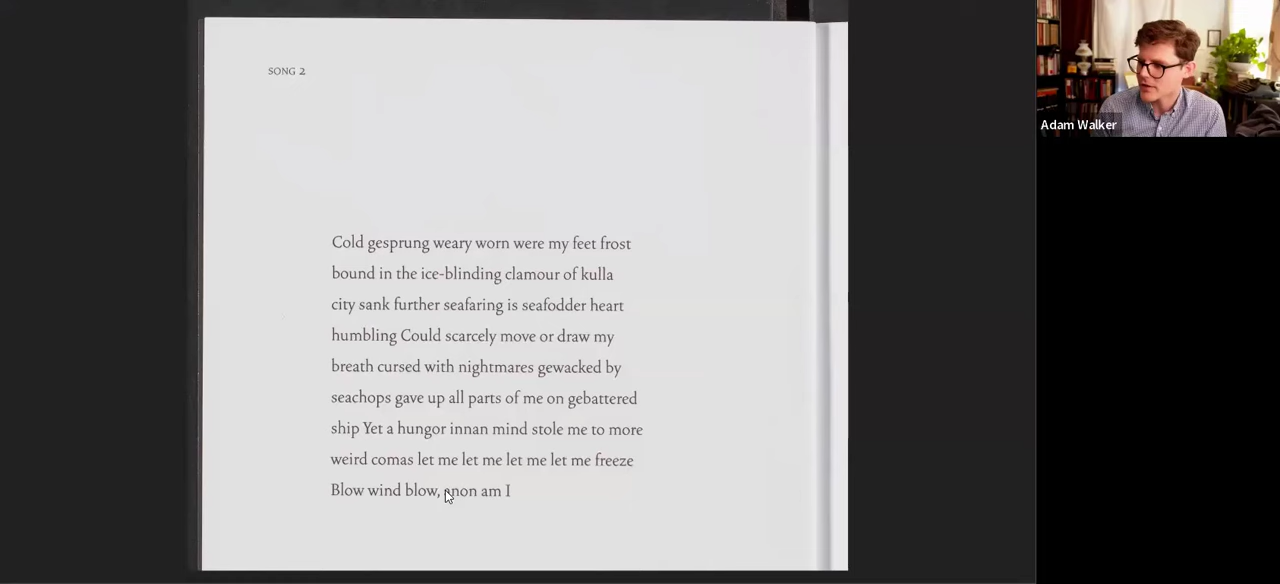 SONG 2
Cold gesprung weary worn were my feet frost
bound in the ice-blinding clamour of kulla
city sank further seafaring is seafodder heart
humbling Could scarcely move or draw my
breath cursed with nightmares gewacked by
seachops gave up all parts of me on gebattered
ship Yet a hungor innan mind stole me to more
weird comas let me let me let me let me freeze
Blow wind blow, anon am I
Adam Walker